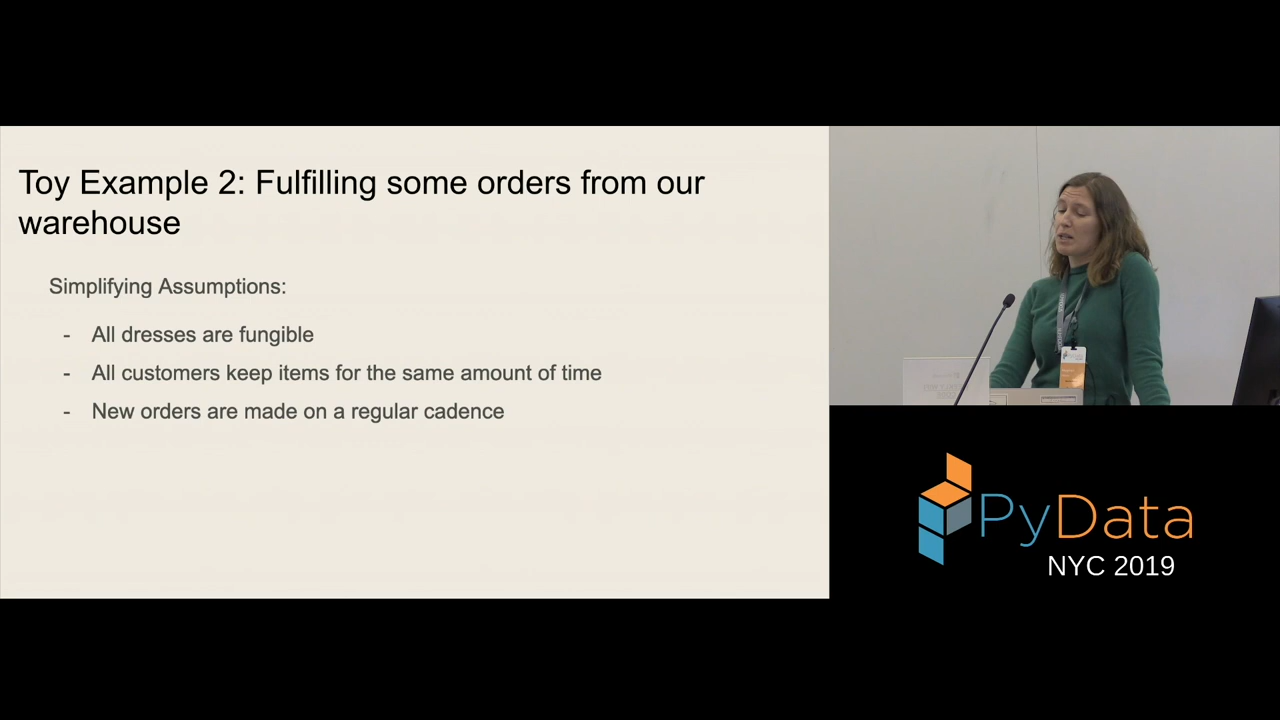 Toy Example 2: Fulfilling some orders from our
warehouse
Simplifying Assumptions:
- All dresses are fungible
- All customers keep items for the same amount of time
- New orders are made on a regular cadence
PyData
NYC 2019